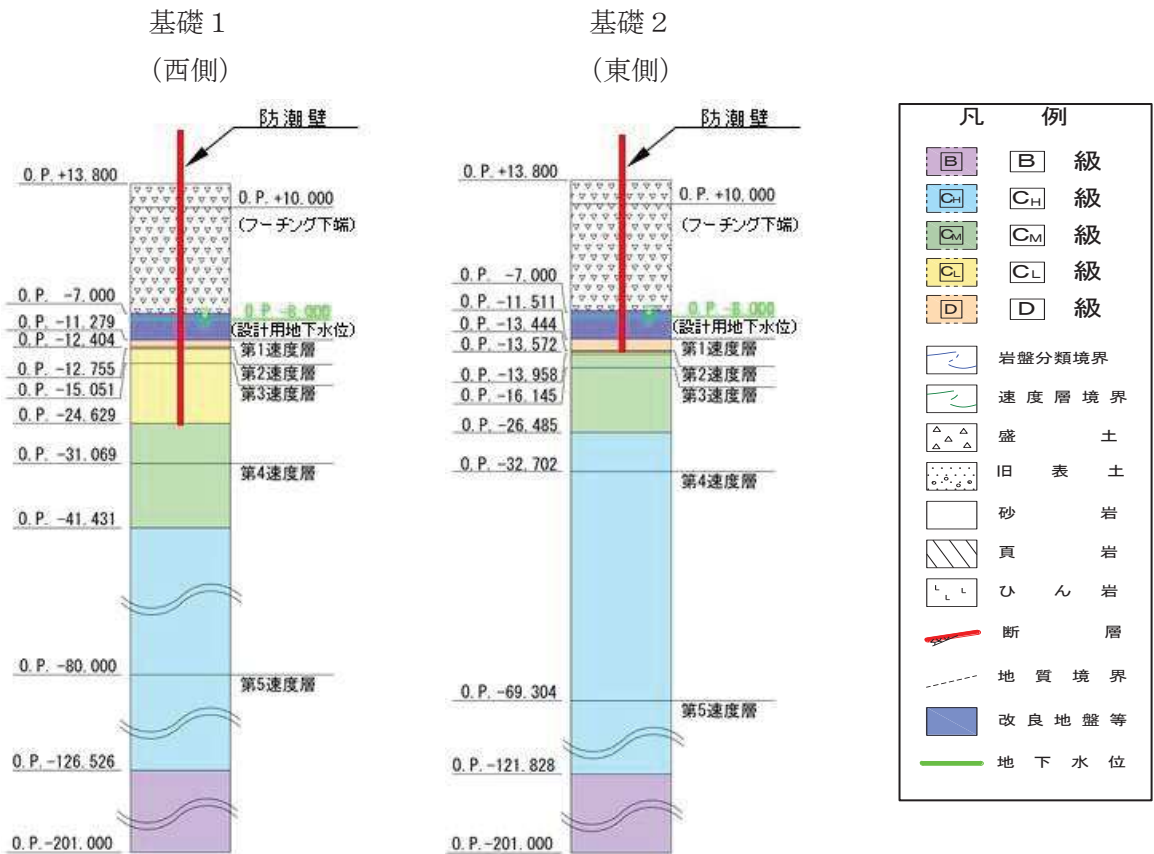 基礎１
（西側）
防潮壁
O.P.+13.800
O.P.+10.000
(フーチング下端)
O.P. -7.000
O.P. -8.000
(設計用地下水位)
O.P. -11.279
O.P. -12.404
第1速度層
O.P. -12.755
第2速度層
O.P. -15.051
第3速度層
O.P. -24.629
O.P. -31.069
第4速度層
O.P. -41.431
O.P. -80.000
第5速度層
O.P. -126.526
O.P.-201.000
基礎２
（東側）
防潮壁
O.P.+13.800
O.P.+10.000
(フーチング下端)
O.P. -7.000
O.P. -8.000
O.P. -11.511
(設計用地下水位)
O.P. -13.444
O.P. -13.572
第1速度層
O.P. -13.958
第2速度層
O.P. -16.145
第3速度層
O.P. -26.485
O.P. -32.702
第4速度層
O.P. -69.304
第5速度層
O.P.-121.828
O.P.-201.000
凡 例
B B 級
CH CH 級
CM CM 級
CL CL 級
D D 級
岩盤分類境界
速度層境界
盛土
旧表土
砂岩
頁岩
ひん岩
断層
地質境界
改良地盤等
地下水位